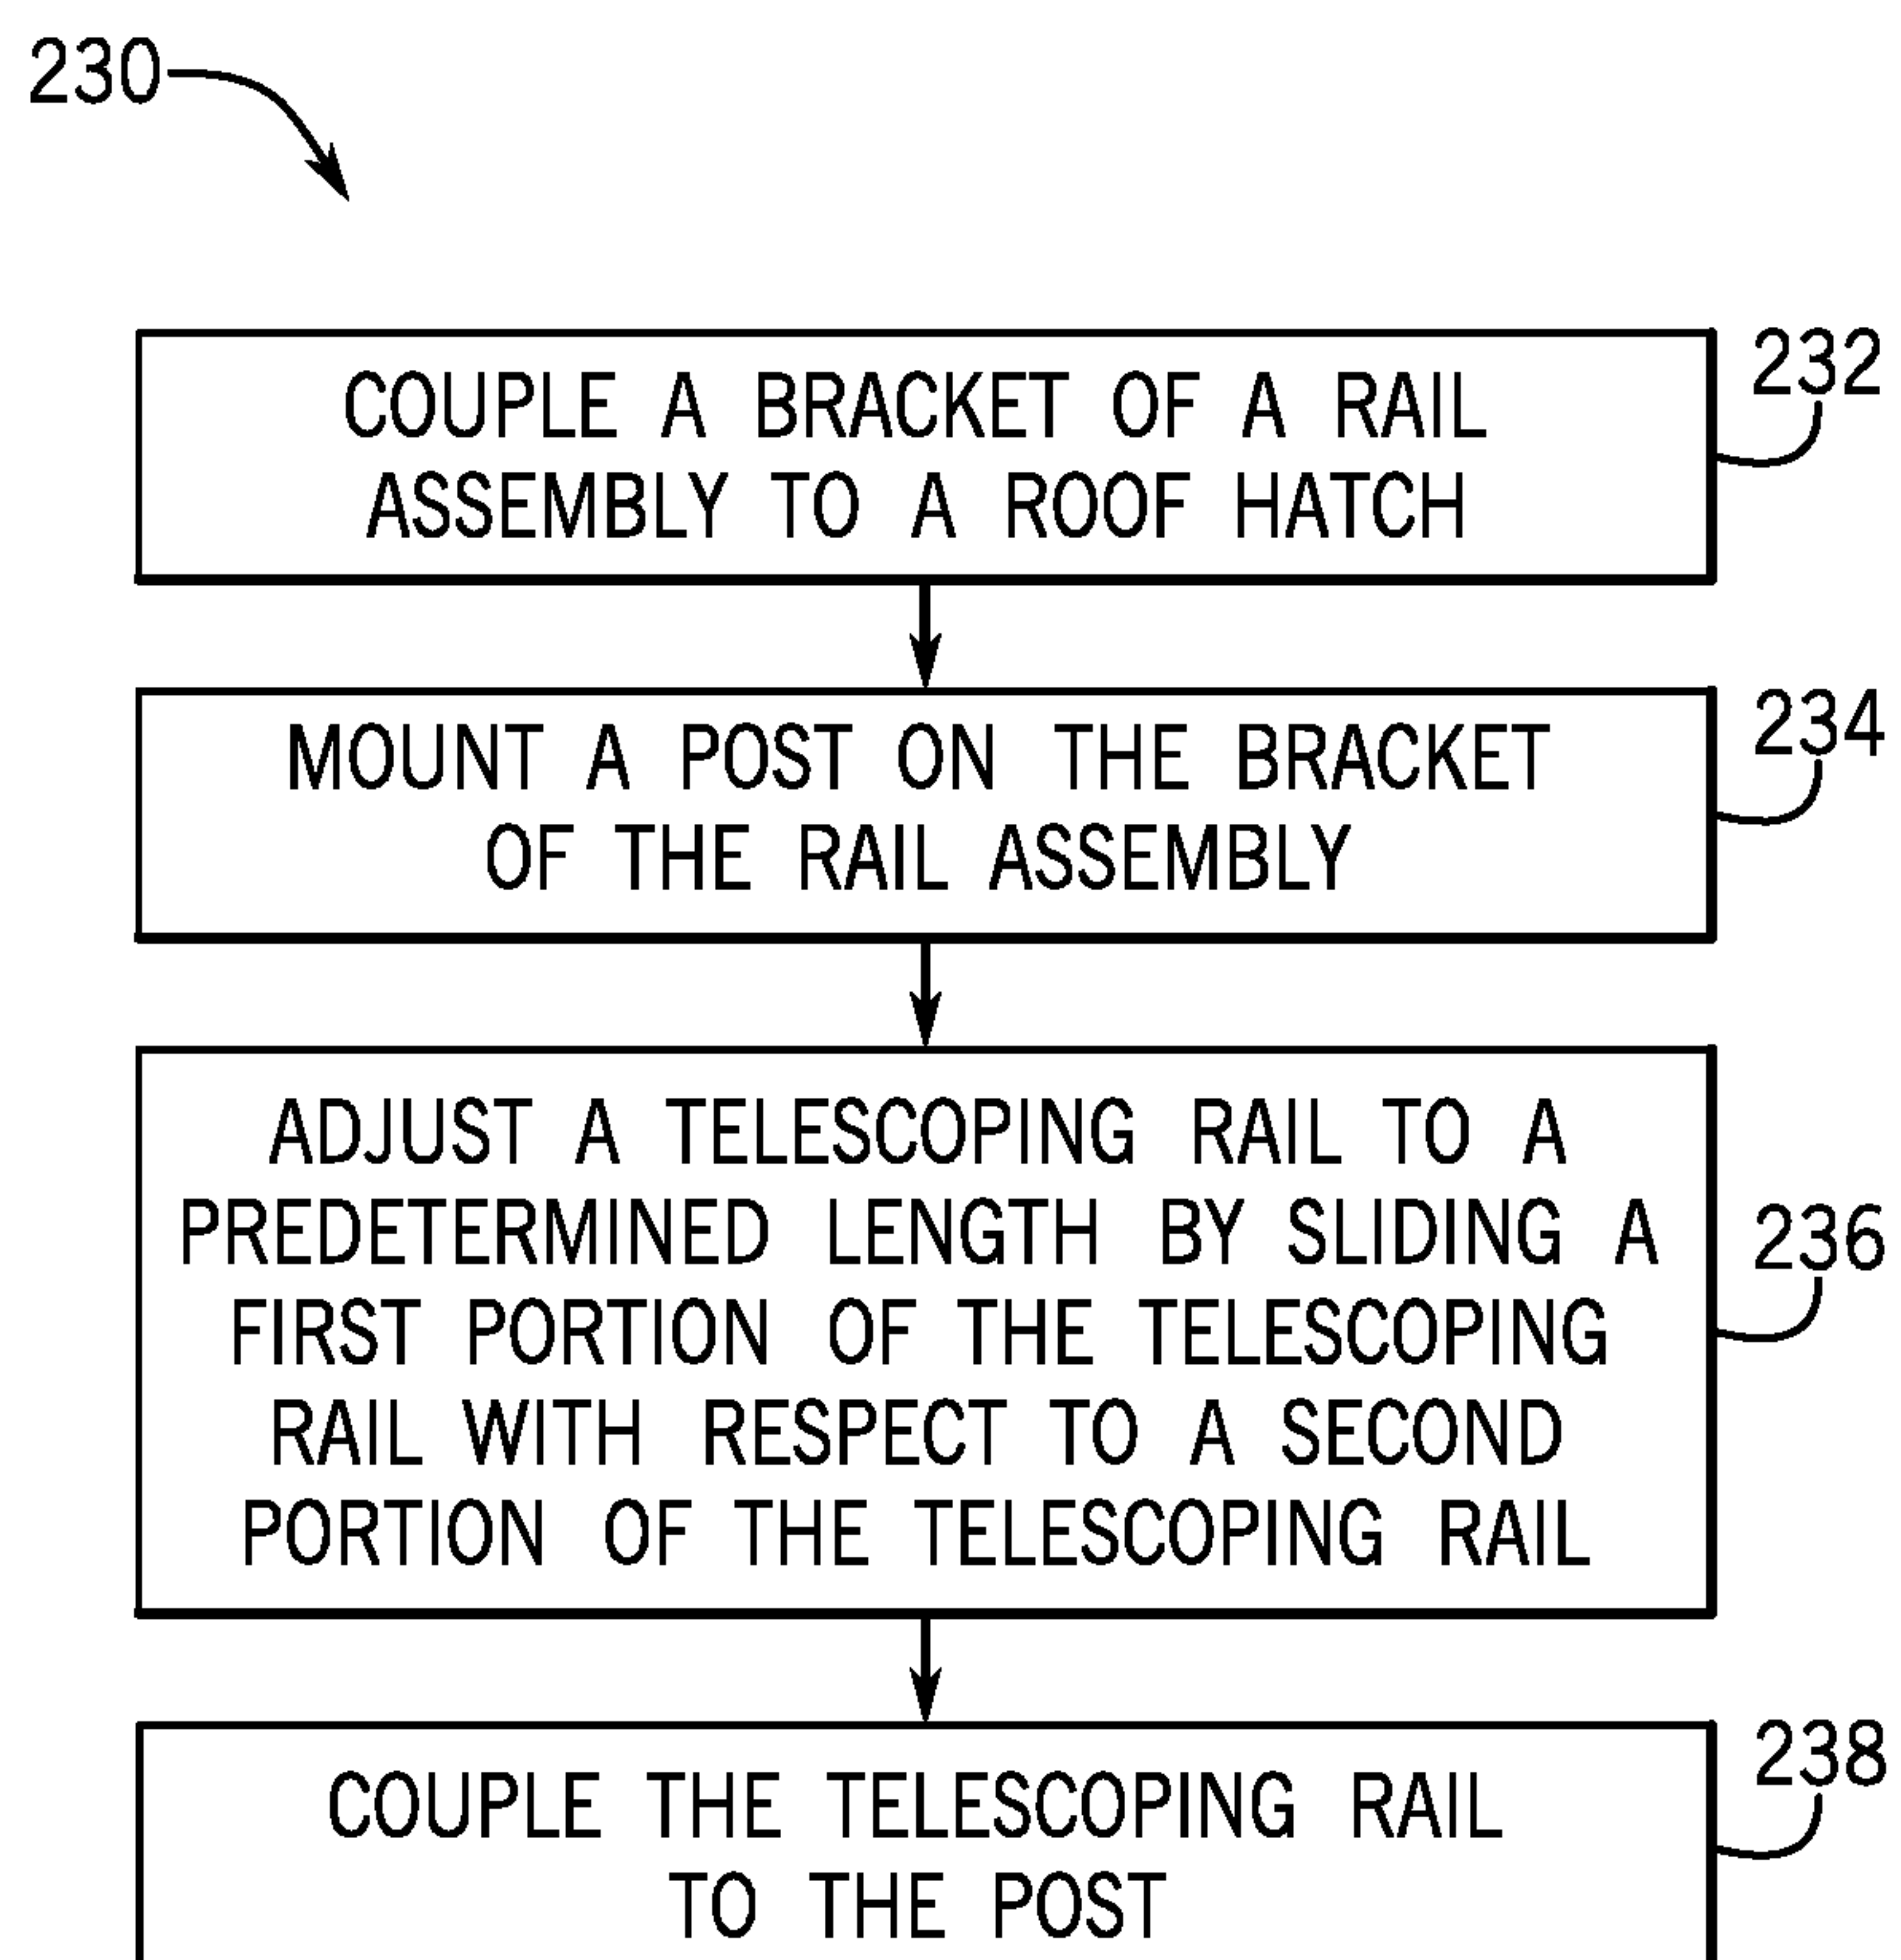 230
232
COUPLE A BRACKET OF A RAIL
ASSEMBLY TO A ROOF HATCH
234
MOUNT A POST ON THE BRACKET
OF THE RAIL ASSEMBLY
236
ADJUST A TELESCOPING RAIL TO A
PREDETERMINED LENGTH BY SLIDING A
FIRST PORTION OF THE TELESCOPING
RAIL WITH RESPECT TO A SECOND
PORTION OF THE TELESCOPING RAIL
238
COUPLE THE TELESCOPING RAIL
TO THE POST